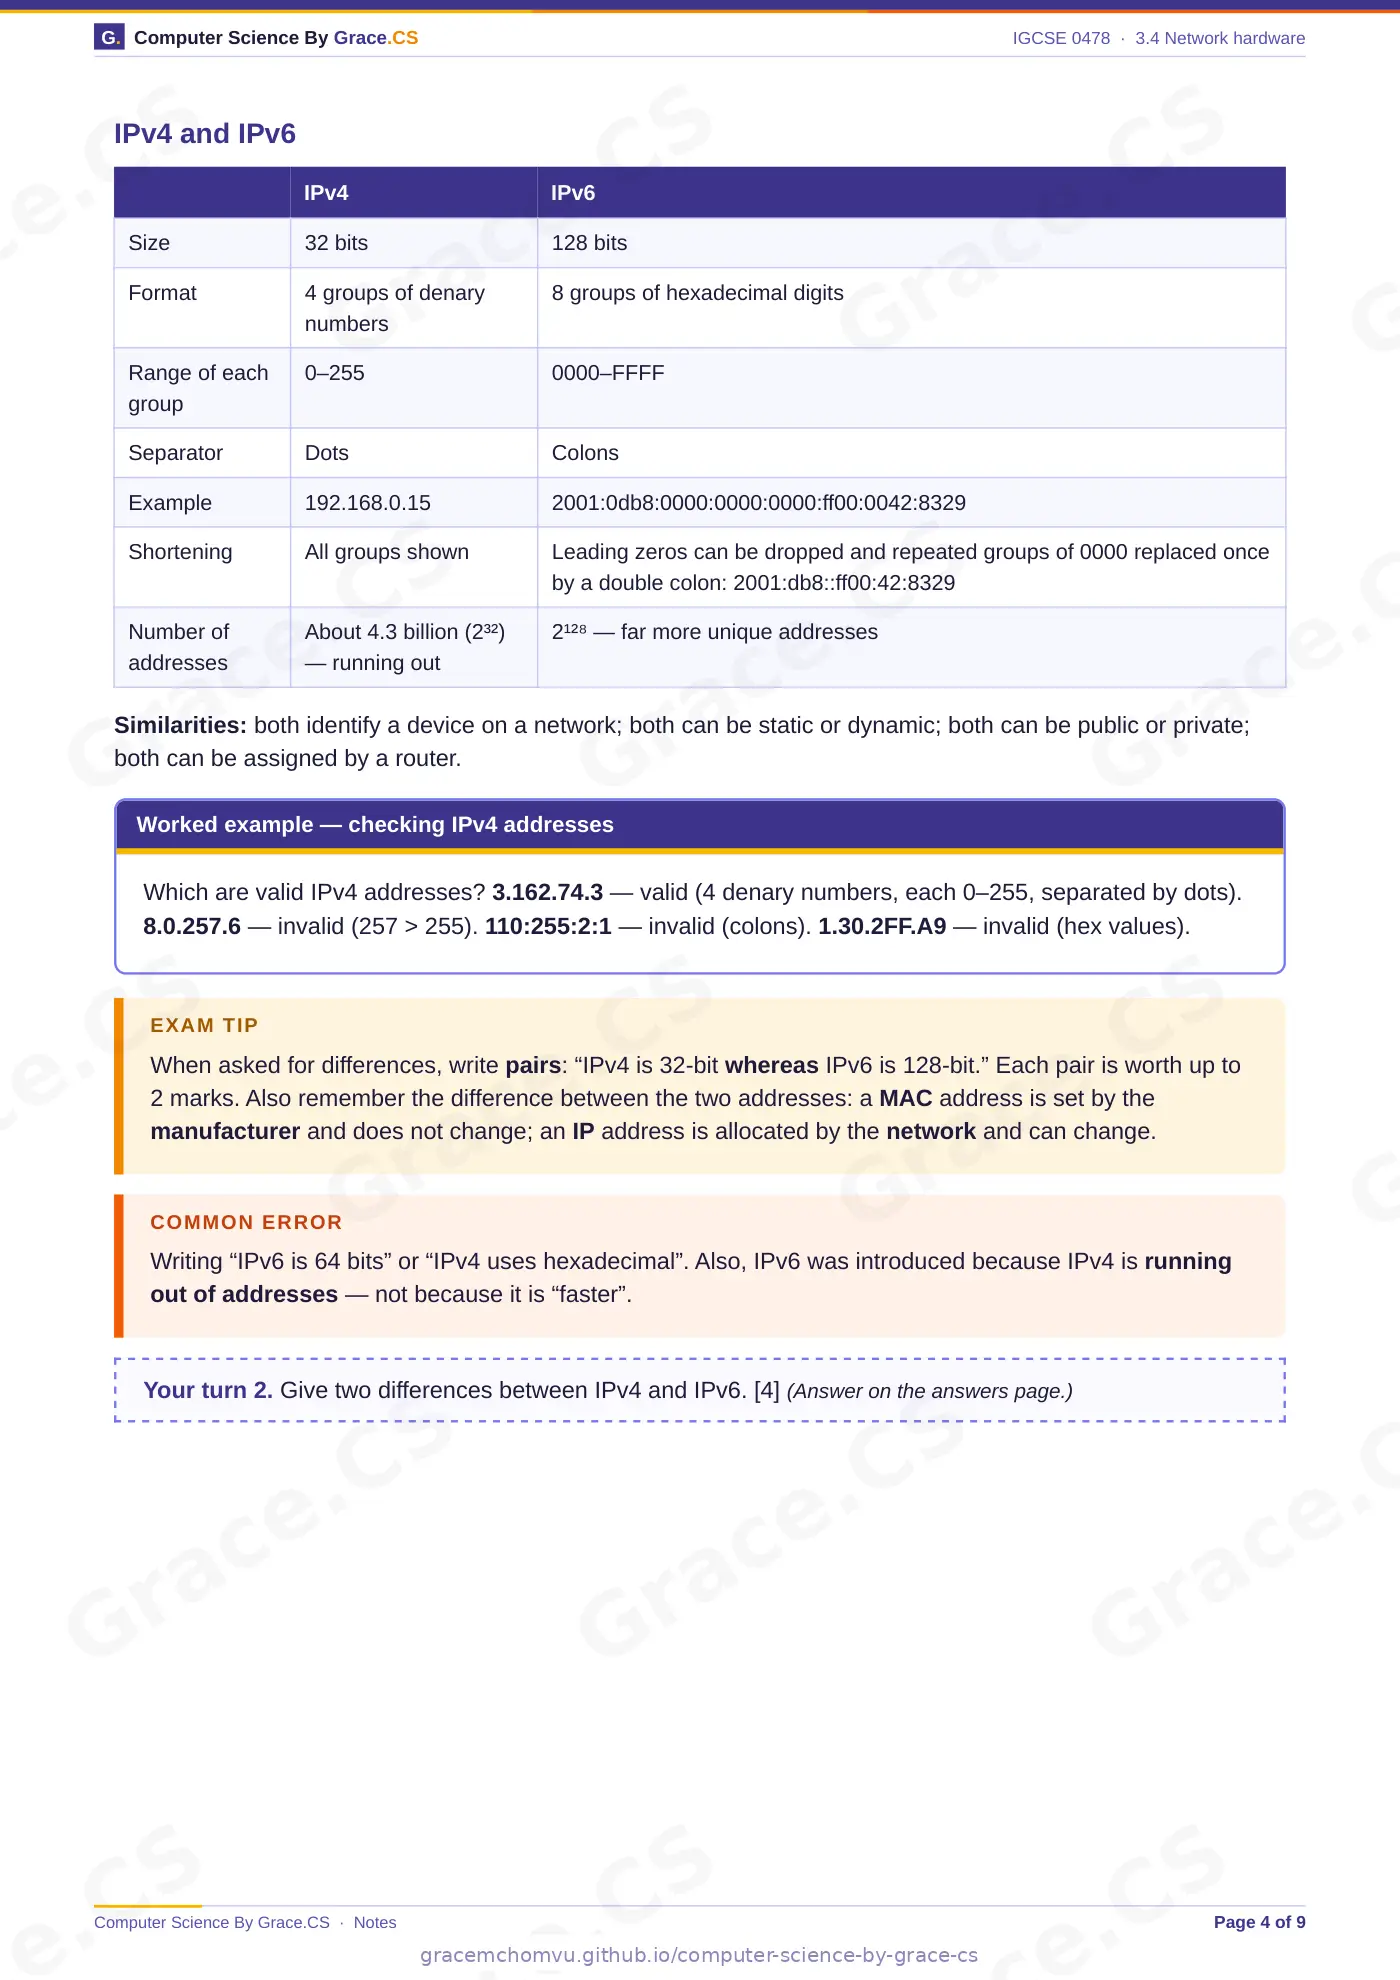 G. Computer Science By Grace.CS
IGCSE 0478 · 3.4 Network hardware
IPv4 and IPv6
IPv4 IPv6
Size 32 bits 128 bits
Format 4 groups of denary numbers 8 groups of hexadecimal digits
Range of each group 0–255 0000–FFFF
Separator Dots Colons
Example 192.168.0.15 2001:0db8:0000:0000:0000:ff00:0042:8329
Shortening All groups shown Leading zeros can be dropped and repeated groups of 0000 replaced once by a double colon: 2001:db8::ff00:42:8329
Number of addresses About 4.3 billion (2³²) — running out 2¹²⁸ — far more unique addresses
Similarities: both identify a device on a network; both can be static or dynamic; both can be public or private;
both can be assigned by a router.
Worked example — checking IPv4 addresses
Which are valid IPv4 addresses? 3.162.74.3 — valid (4 denary numbers, each 0–255, separated by dots).
8.0.257.6 — invalid (257 > 255). 110:255:2:1 — invalid (colons). 1.30.2FF.A9 — invalid (hex values).
EXAM TIP
When asked for differences, write pairs: “IPv4 is 32-bit whereas IPv6 is 128-bit.” Each pair is worth up to
2 marks. Also remember the difference between the two addresses: a MAC address is set by the
manufacturer and does not change; an IP address is allocated by the network and can change.
COMMON ERROR
Writing “IPv6 is 64 bits” or “IPv4 uses hexadecimal”. Also, IPv6 was introduced because IPv4 is running
out of addresses — not because it is “faster”.
Your turn 2. Give two differences between IPv4 and IPv6. [4] (Answer on the answers page.)
Computer Science By Grace.CS · Notes
Page 4 of 9
gracemchomvu.github.io/computer-science-by-grace-cs